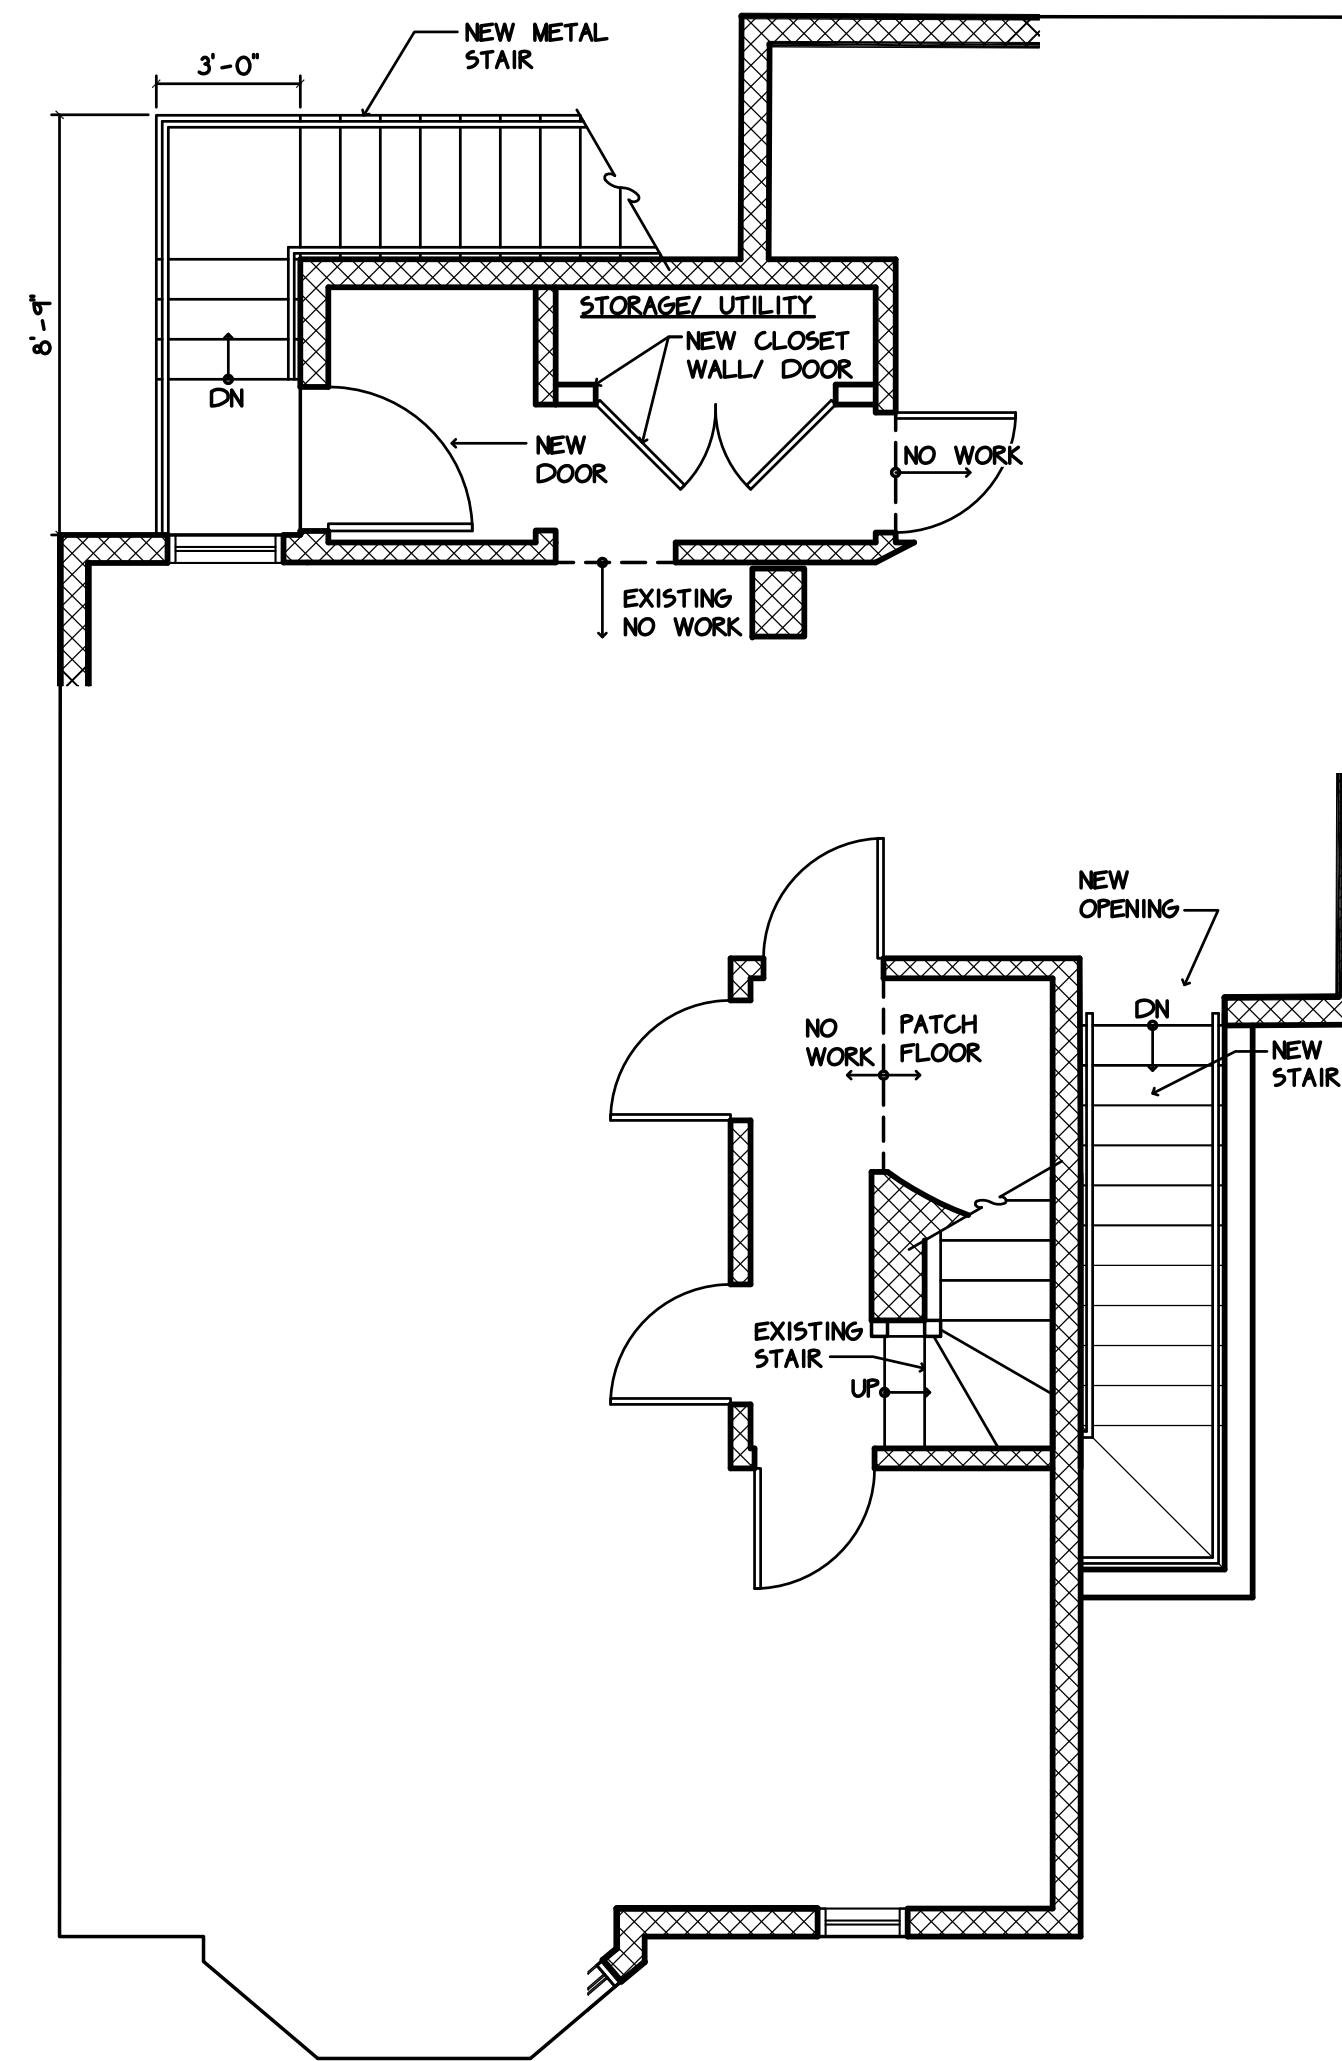 NEW METAL
STAIR
3'-0"
8'-9"
STORAGE/ UTILITY
NEW CLOSET
WALL/ DOOR
DN
NEW
DOOR
NO WORK
EXISTING
NO WORK
NEW
OPENING
DN
NO
WORK
PATCH
FLOOR
NEW
STAIR
EXISTING
STAIR
UP